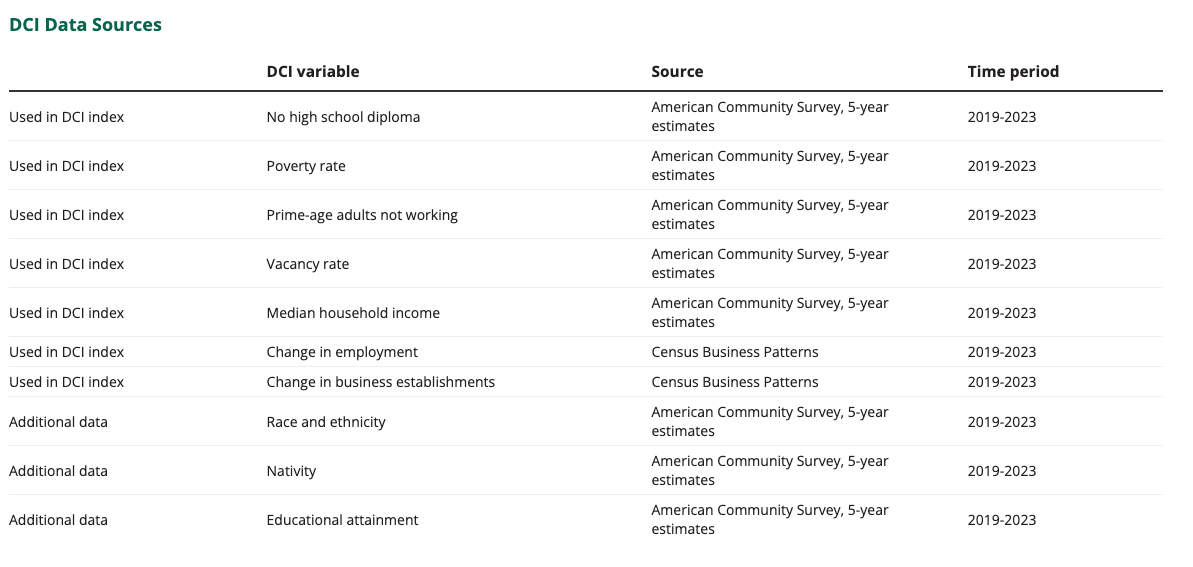 DCI Data Sources
DCI variable Source Time period
Used in DCI index No high school diploma American Community Survey, 5-year estimates 2019-2023
Used in DCI index Poverty rate American Community Survey, 5-year estimates 2019-2023
Used in DCI index Prime-age adults not working American Community Survey, 5-year estimates 2019-2023
Used in DCI index Vacancy rate American Community Survey, 5-year estimates 2019-2023
Used in DCI index Median household income American Community Survey, 5-year estimates 2019-2023
Used in DCI index Change in employment Census Business Patterns 2019-2023
Used in DCI index Change in business establishments Census Business Patterns 2019-2023
Additional data Race and ethnicity American Community Survey, 5-year estimates 2019-2023
Additional data Nativity American Community Survey, 5-year estimates 2019-2023
Additional data Educational attainment American Community Survey, 5-year estimates 2019-2023